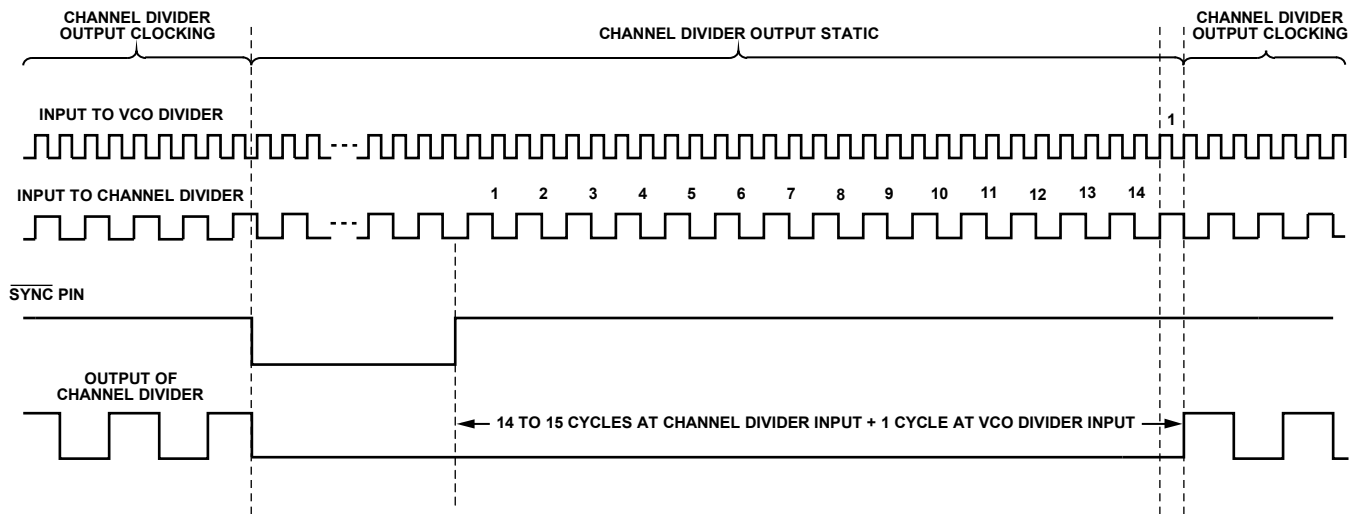 CHANNEL DIVIDER
OUTPUT CLOCKING
CHANNEL DIVIDER OUTPUT STATIC
CHANNEL DIVIDER
OUTPUT CLOCKING
INPUT TO VCO DIVIDER
1
INPUT TO CHANNEL DIVIDER
1 2 3 4 5 6 7 8 9 10 11 12 13 14
SYNC PIN
OUTPUT OF
CHANNEL DIVIDER
14 TO 15 CYCLES AT CHANNEL DIVIDER INPUT + 1 CYCLE AT VCO DIVIDER INPUT